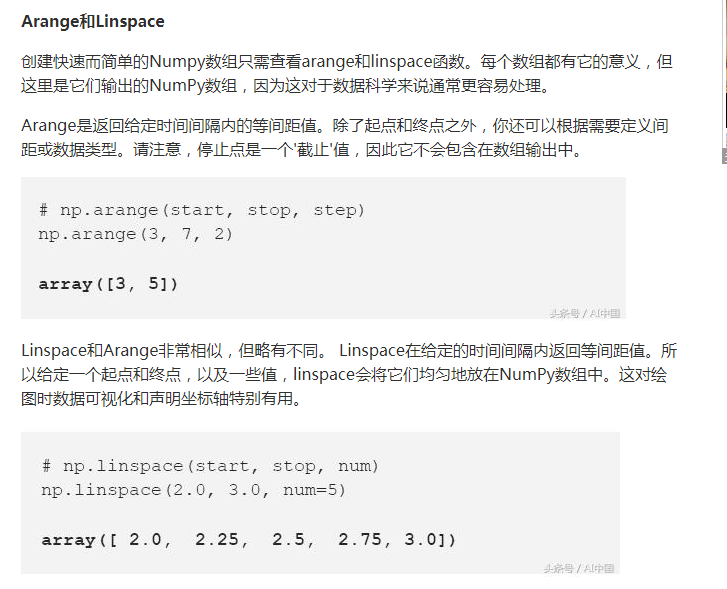 Arange和Linspace
创建快速而简单的Numpy数组只需查看arange和linspace函数。每个数组都有它的意义，但
这里是它们输出的NumPy数组，因为这对于数据科学来说通常更容易处理。
Arange是返回给定时间间隔内的等间距值。除了起点和终点之外，你还可以根据需要定义间
距或数据类型。请注意，停止点是一个'截止'值，因此它不会包含在数组输出中。
# np.arange(start, stop, step)
np.arange(3, 7, 2)
array([3, 5])
头条号 / AI中国
Linspace和Arange非常相似，但略有不同。 Linspace在给定的时间间隔内返回等间距值。所
以给定一个起点和终点，以及一些值，linspace会将它们均匀地放在NumPy数组中。这对绘
图时数据可视化和声明坐标轴特别有用。
# np.linspace(start, stop, num)
np.linspace(2.0, 3.0, num=5)
array([ 2.0,  2.25,  2.5,  2.75, 3.0])
头条号 / AI中国